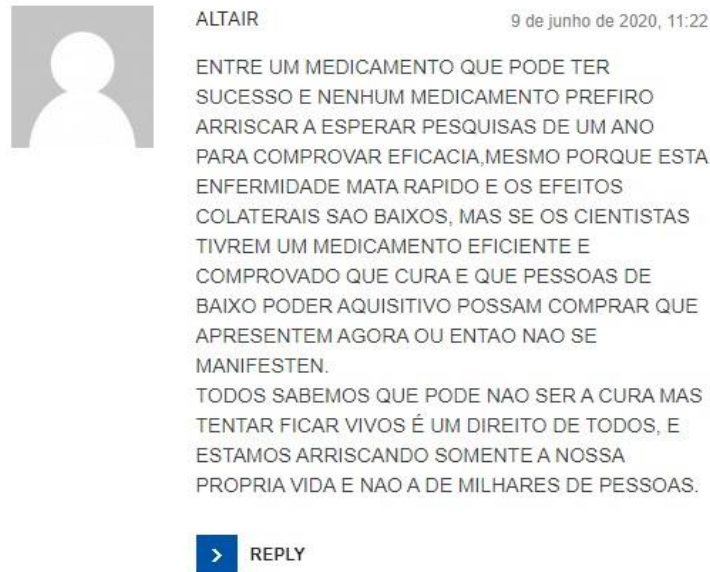 ALTAIR
9 de junho de 2020, 11:22
ENTRE UM MEDICAMENTO QUE PODE TER
SUCESSO E NENHUM MEDICAMENTO PREFIRO
ARRISCAR A ESPERAR PESQUISAS DE UM ANO
PARA COMPROVAR EFICACIA,MESMO PORQUE ESTA
ENFERMIDADE MATA RAPIDO E OS EFEITOS
COLATERAIS SAO BAIXOS, MAS SE OS CIENTISTAS
TIVREM UM MEDICAMENTO EFICIENTE E
COMPROVADO QUE CURA E QUE PESSOAS DE
BAIXO PODER AQUISITIVO POSSAM COMPRAR QUE
APRESENTEM AGORA OU ENTAO NAO SE
MANIFESTEN.
TODOS SABEMOS QUE PODE NAO SER A CURA MAS
TENTAR FICAR VIVOS É UM DIREITO DE TODOS, E
ESTAMOS ARRISCANDO SOMENTE A NOSSA
PROPRIA VIDA E NAO A DE MILHARES DE PESSOAS.
REPLY